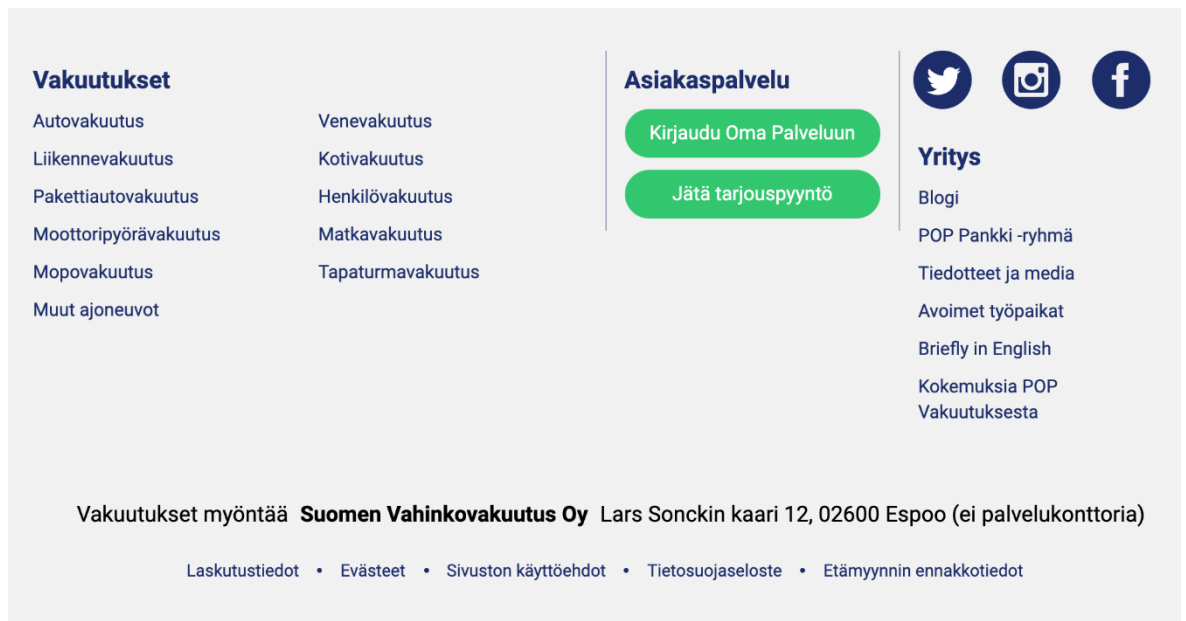 Vakuutukset
Autovakuutus
Liikennevakuutus
Pakettiautovakuutus
Moottoripyörävakuutus
Mopovakuutus
Muut ajoneuvot
Venevakuutus
Kotivakuutus
Henkilövakuutus
Matkavakuutus
Tapaturmavakuutus
Asiakaspalvelu
Kirjaudu Oma Palveluun
Jätä tarjouspyyntö
Yritys
Blogi
POP Pankki -ryhmä
Tiedotteet ja media
Avoimet työpaikat
Briefly in English
Kokemuksia POP
Vakuutuksesta
Vakuutukset myöntää Suomen Vahinkovakuutus Oy Lars Sonckin kaari 12, 02600 Espoo (ei palvelukonttoria)
Laskutustiedot • Evästeet • Sivuston käyttöehdot • Tietosuojaseloste • Etämyynnin ennakkotiedot